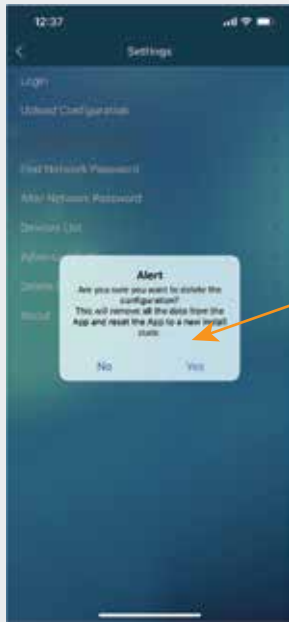 12:37
Settings
Login
Upload Configuration
Find Network Password
Alter Network Password
Devices List
Delete
About
Alert
Are you sure you want to delete the
configuration?
This will remove all the data from the
App and reset the App to a new install
state.
No
Yes